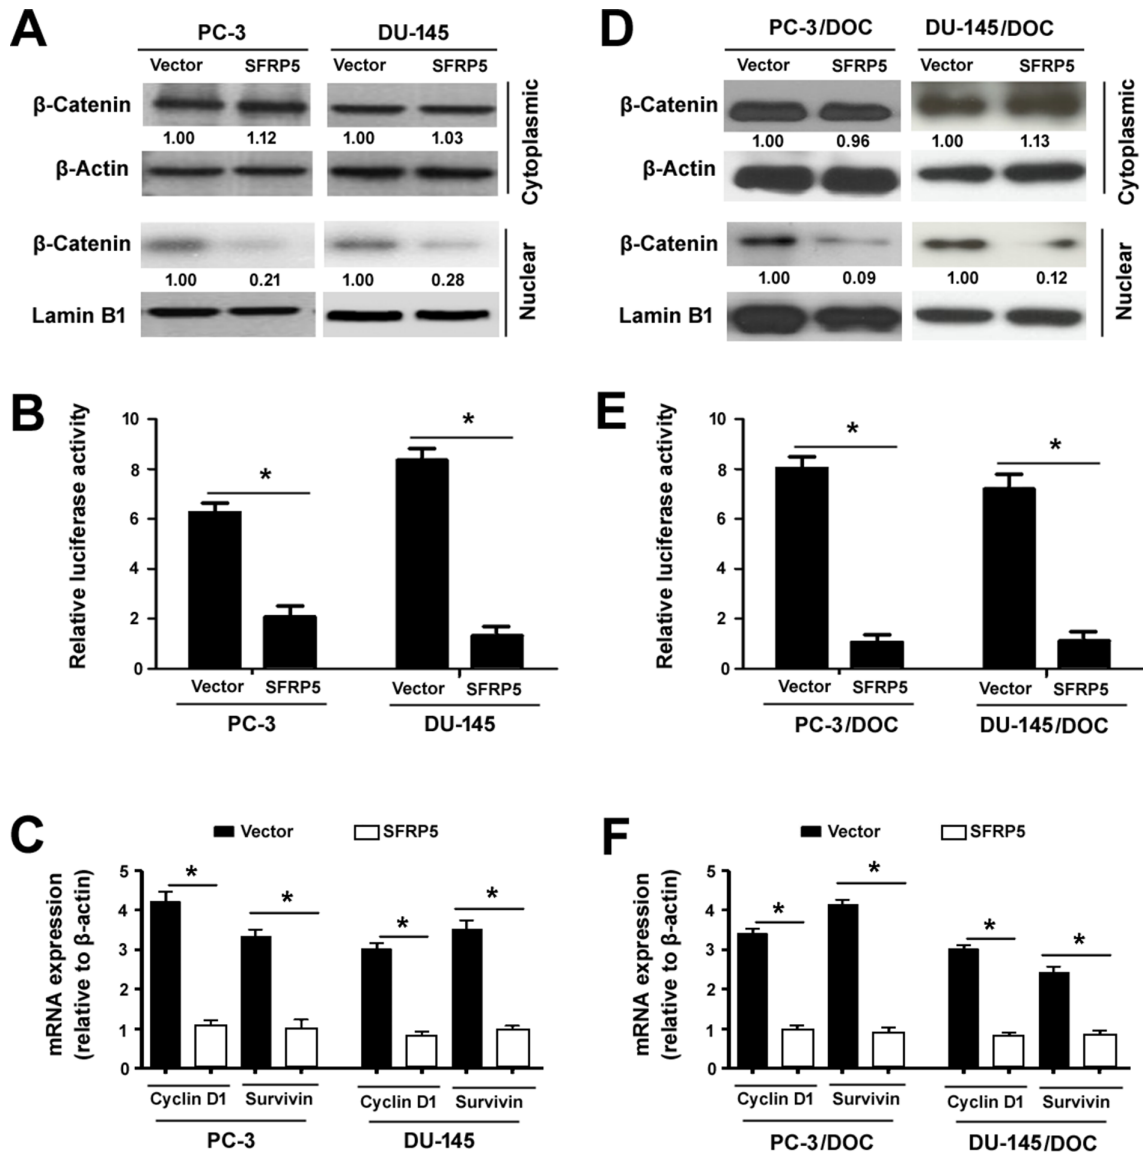 A
PC-3 DU-145
Vector SFRP5 Vector SFRP5
β-Catenin
1.00 1.12 1.00 1.03
β-Actin
Cytoplasmic
β-Catenin
1.00 0.21 1.00 0.28
Lamin B1
Nuclear
D
PC-3/DOC DU-145/DOC
Vector SFRP5 Vector SFRP5
β-Catenin
1.00 0.96 1.00 1.13
β-Actin
Cytoplasmic
β-Catenin
1.00 0.09 1.00 0.12
Lamin B1
Nuclear
B
Relative luciferase activity
10
8
6
4
2
0
*
*
Vector SFRP5 Vector SFRP5
PC-3 DU-145
E
Relative luciferase activity
10
8
6
4
2
0
*
*
Vector SFRP5 Vector SFRP5
PC-3/DOC DU-145/DOC
C
Vector SFRP5
mRNA expression
(relative to β-actin)
5
4
3
2
1
0
* * * *
Cyclin D1 Survivin Cyclin D1 Survivin
PC-3 DU-145
F
Vector SFRP5
mRNA expression
(relative to β-actin)
5
4
3
2
1
0
* * * *
Cyclin D1 Survivin Cyclin D1 Survivin
PC-3/DOC DU-145/DOC